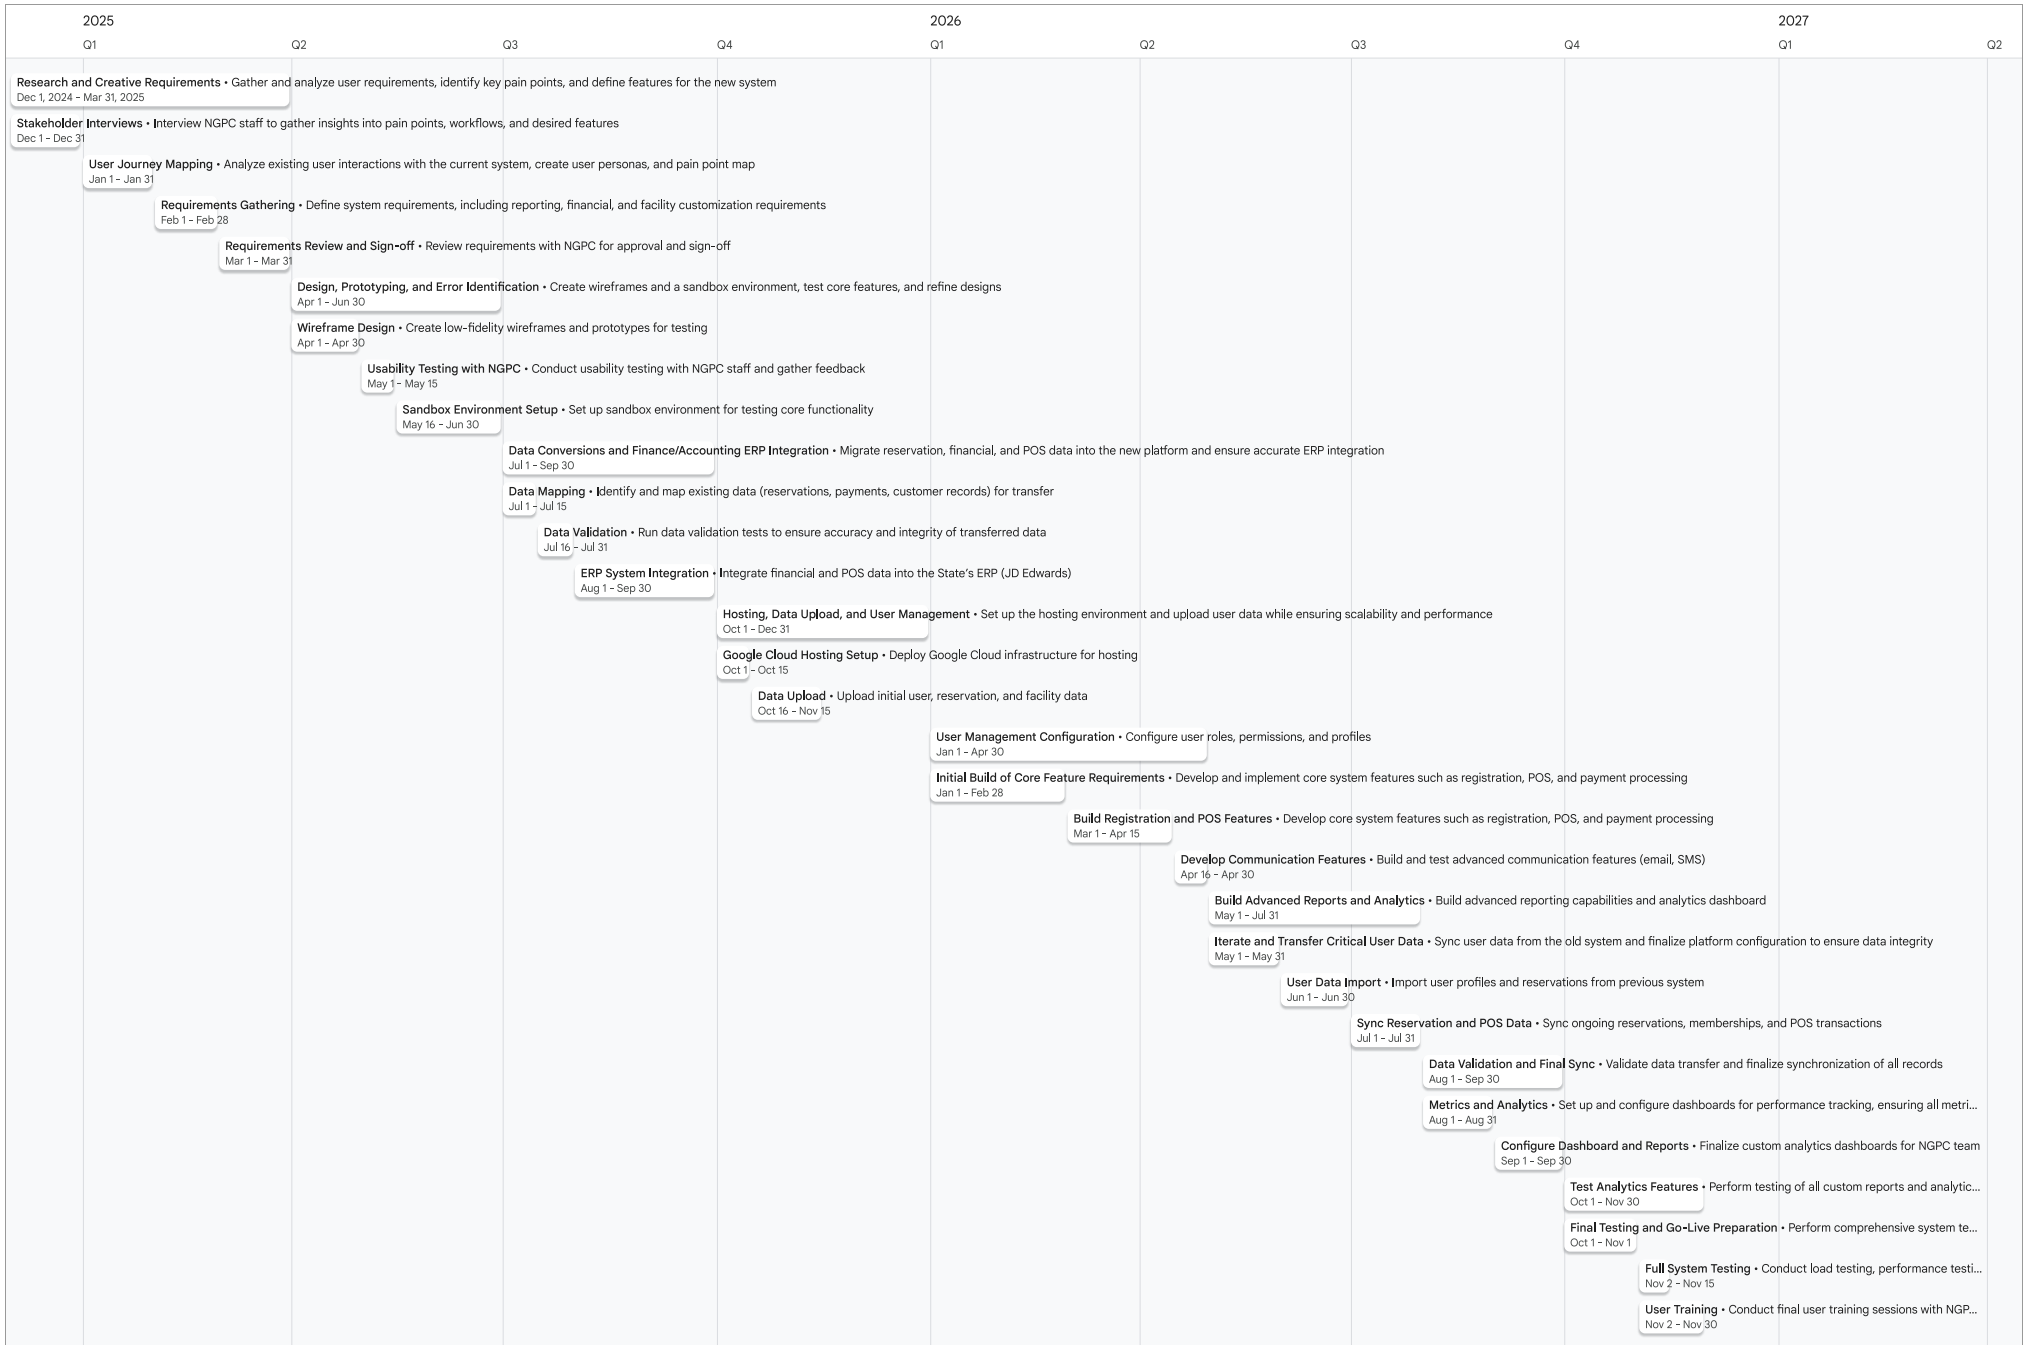 2025 2026 2027
Q1 Q2 Q3 Q4 Q1 Q2 Q3 Q4 Q1 Q2
Research and Creative Requirements • Gather and analyze user requirements, identify key pain points, and define features for the new system
Dec 1, 2024 – Mar 31, 2025
Stakeholder Interviews • Interview NGPC staff to gather insights into pain points, workflows, and desired features
Dec 1 – Dec 31
User Journey Mapping • Analyze existing user interactions with the current system, create user personas, and pain point map
Jan 1 – Jan 31
Requirements Gathering • Define system requirements, including reporting, financial, and facility customization requirements
Feb 1 – Feb 28
Requirements Review and Sign-off • Review requirements with NGPC for approval and sign-off
Mar 1 – Mar 31
Design, Prototyping, and Error Identification • Create wireframes and a sandbox environment, test core features, and refine designs
Apr 1 – Jun 30
Wireframe Design • Create low-fidelity wireframes and prototypes for testing
Apr 1 – Apr 30
Usability Testing with NGPC • Conduct usability testing with NGPC staff and gather feedback
May 1 – May 15
Sandbox Environment Setup • Set up sandbox environment for testing core functionality
May 16 – Jun 30
Data Conversions and Finance/Accounting ERP Integration • Migrate reservation, financial, and POS data into the new platform and ensure accurate ERP integration
Jul 1 – Sep 30
Data Mapping • Identify and map existing data (reservations, payments, customer records) for transfer
Jul 1 – Jul 15
Data Validation • Run data validation tests to ensure accuracy and integrity of transferred data
Jul 16 – Jul 31
ERP System Integration • Integrate financial and POS data into the State's ERP (JD Edwards)
Aug 1 – Sep 30
Hosting, Data Upload, and User Management • Set up the hosting environment and upload user data while ensuring scalability and performance
Oct 1 – Dec 31
Google Cloud Hosting Setup • Deploy Google Cloud infrastructure for hosting
Oct 1 – Oct 15
Data Upload • Upload initial user, reservation, and facility data
Oct 16 – Nov 15
User Management Configuration • Configure user roles, permissions, and profiles
Jan 1 – Apr 30
Initial Build of Core Feature Requirements • Develop and implement core system features such as registration, POS, and payment processing
Jan 1 – Feb 28
Build Registration and POS Features • Develop core system features such as registration, POS, and payment processing
Mar 1 – Apr 15
Develop Communication Features • Build and test advanced communication features (email, SMS)
Apr 16 – Apr 30
Build Advanced Reports and Analytics • Build advanced reporting capabilities and analytics dashboard
May 1 – Jul 31
Iterate and Transfer Critical User Data • Sync user data from the old system and finalize platform configuration to ensure data integrity
May 1 – May 31
User Data Import • Import user profiles and reservations from previous system
Jun 1 – Jun 30
Sync Reservation and POS Data • Sync ongoing reservations, memberships, and POS transactions
Jul 1 – Jul 31
Data Validation and Final Sync • Validate data transfer and finalize synchronization of all records
Aug 1 – Sep 30
Metrics and Analytics • Set up and configure dashboards for performance tracking, ensuring all metri...
Aug 1 – Aug 31
Configure Dashboard and Reports • Finalize custom analytics dashboards for NGPC team
Sep 1 – Sep 30
Test Analytics Features • Perform testing of all custom reports and analytic...
Oct 1 – Nov 30
Final Testing and Go-Live Preparation • Perform comprehensive system te...
Oct 1 – Nov 1
Full System Testing • Conduct load testing, performance testi...
Nov 2 – Nov 15
User Training • Conduct final user training sessions with NGP...
Nov 2 – Nov 30